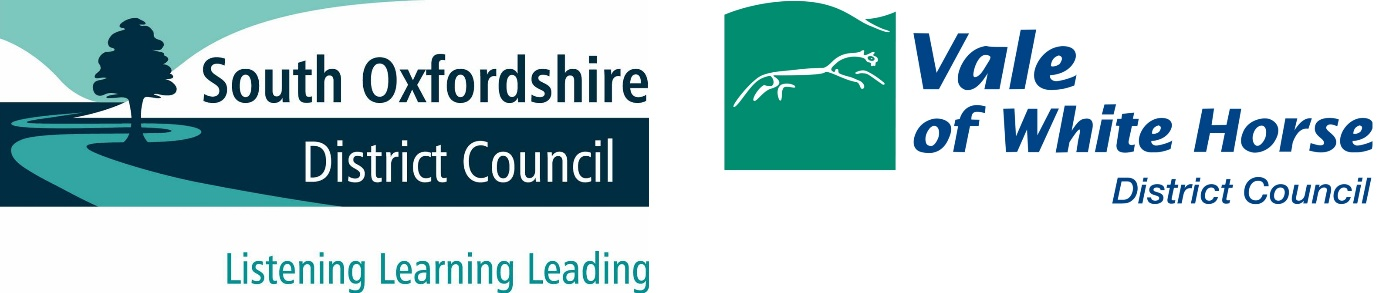 South Oxfordshire
District Council
Listening Learning Leading
Vale
of White Horse
District Council